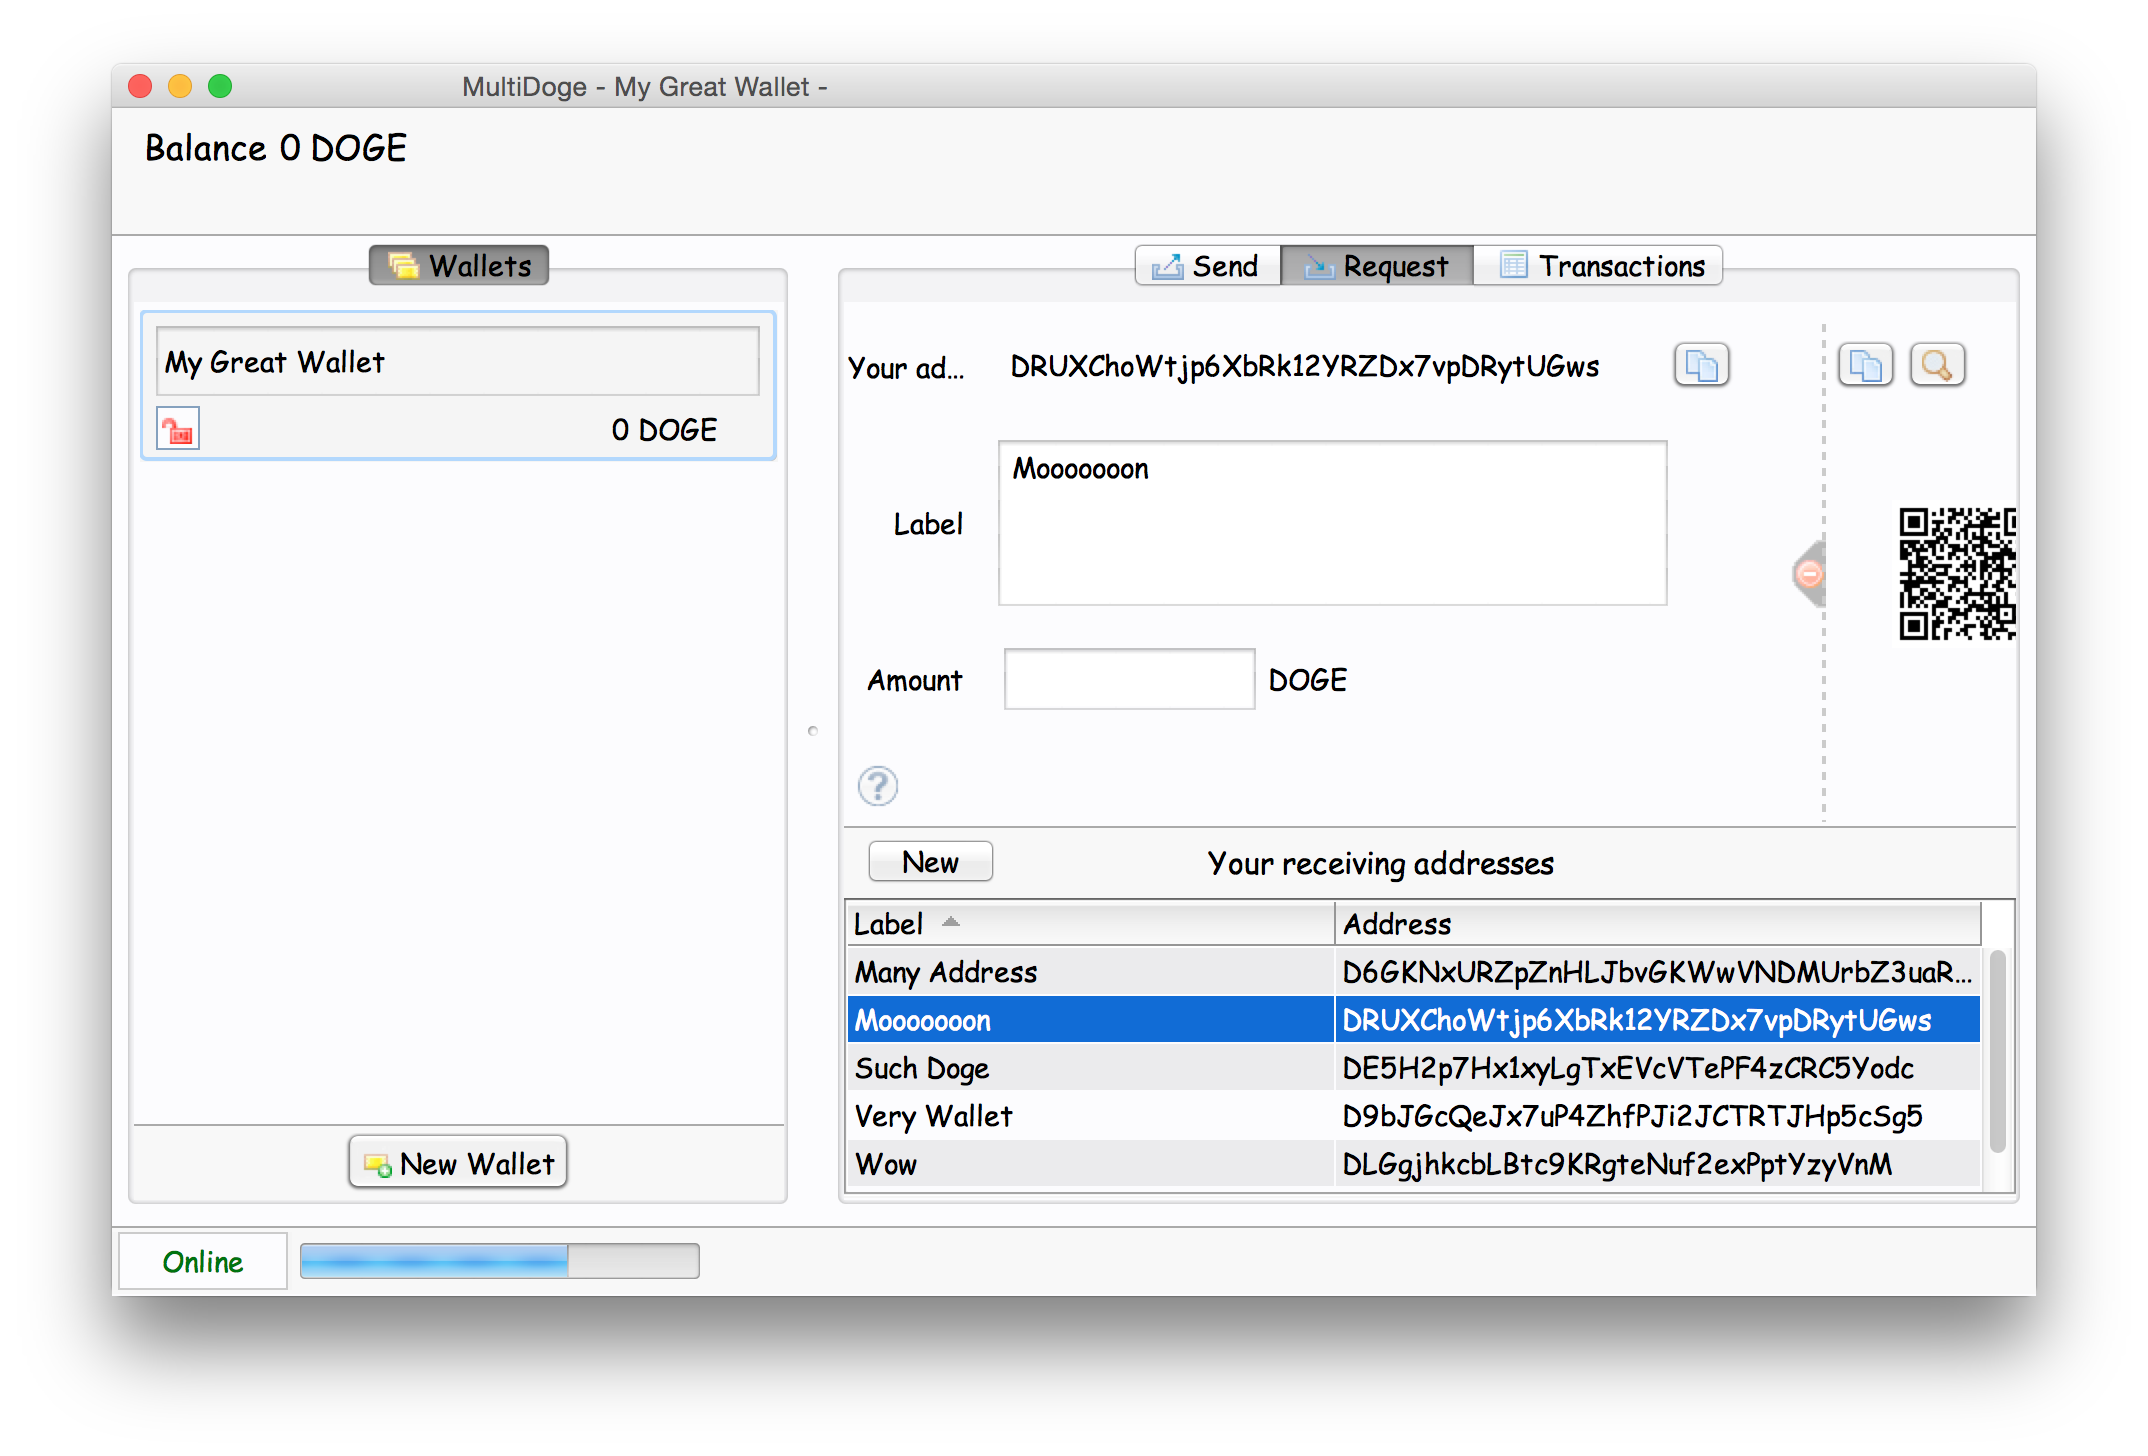 MultiDoge - My Great Wallet -
Balance 0 DOGE
Wallets
My Great Wallet
0 DOGE
New Wallet
Send
Request
Transactions
Your ad...
DRUXChoWtjp6XbRk12YRZDx7vpDRytUGws
Label
Mooooooon
Amount
DOGE
?
New
Your receiving addresses
Label
Address
Many Address
D6GKNxURZpZnHLJbvGKWwVNDMUrbZ3uaR...
Mooooooon
DRUXChoWtjp6XbRk12YRZDx7vpDRytUGws
Such Doge
DE5H2p7Hx1xyLgTxEVcVTePF4zCRC5Yodc
Very Wallet
D9bJGcQeJx7uP4ZhfPJi2JCTRTJHp5cSg5
Wow
DLGgjhkcbLBtc9KRgteNuf2exPptYzyVnM
Online